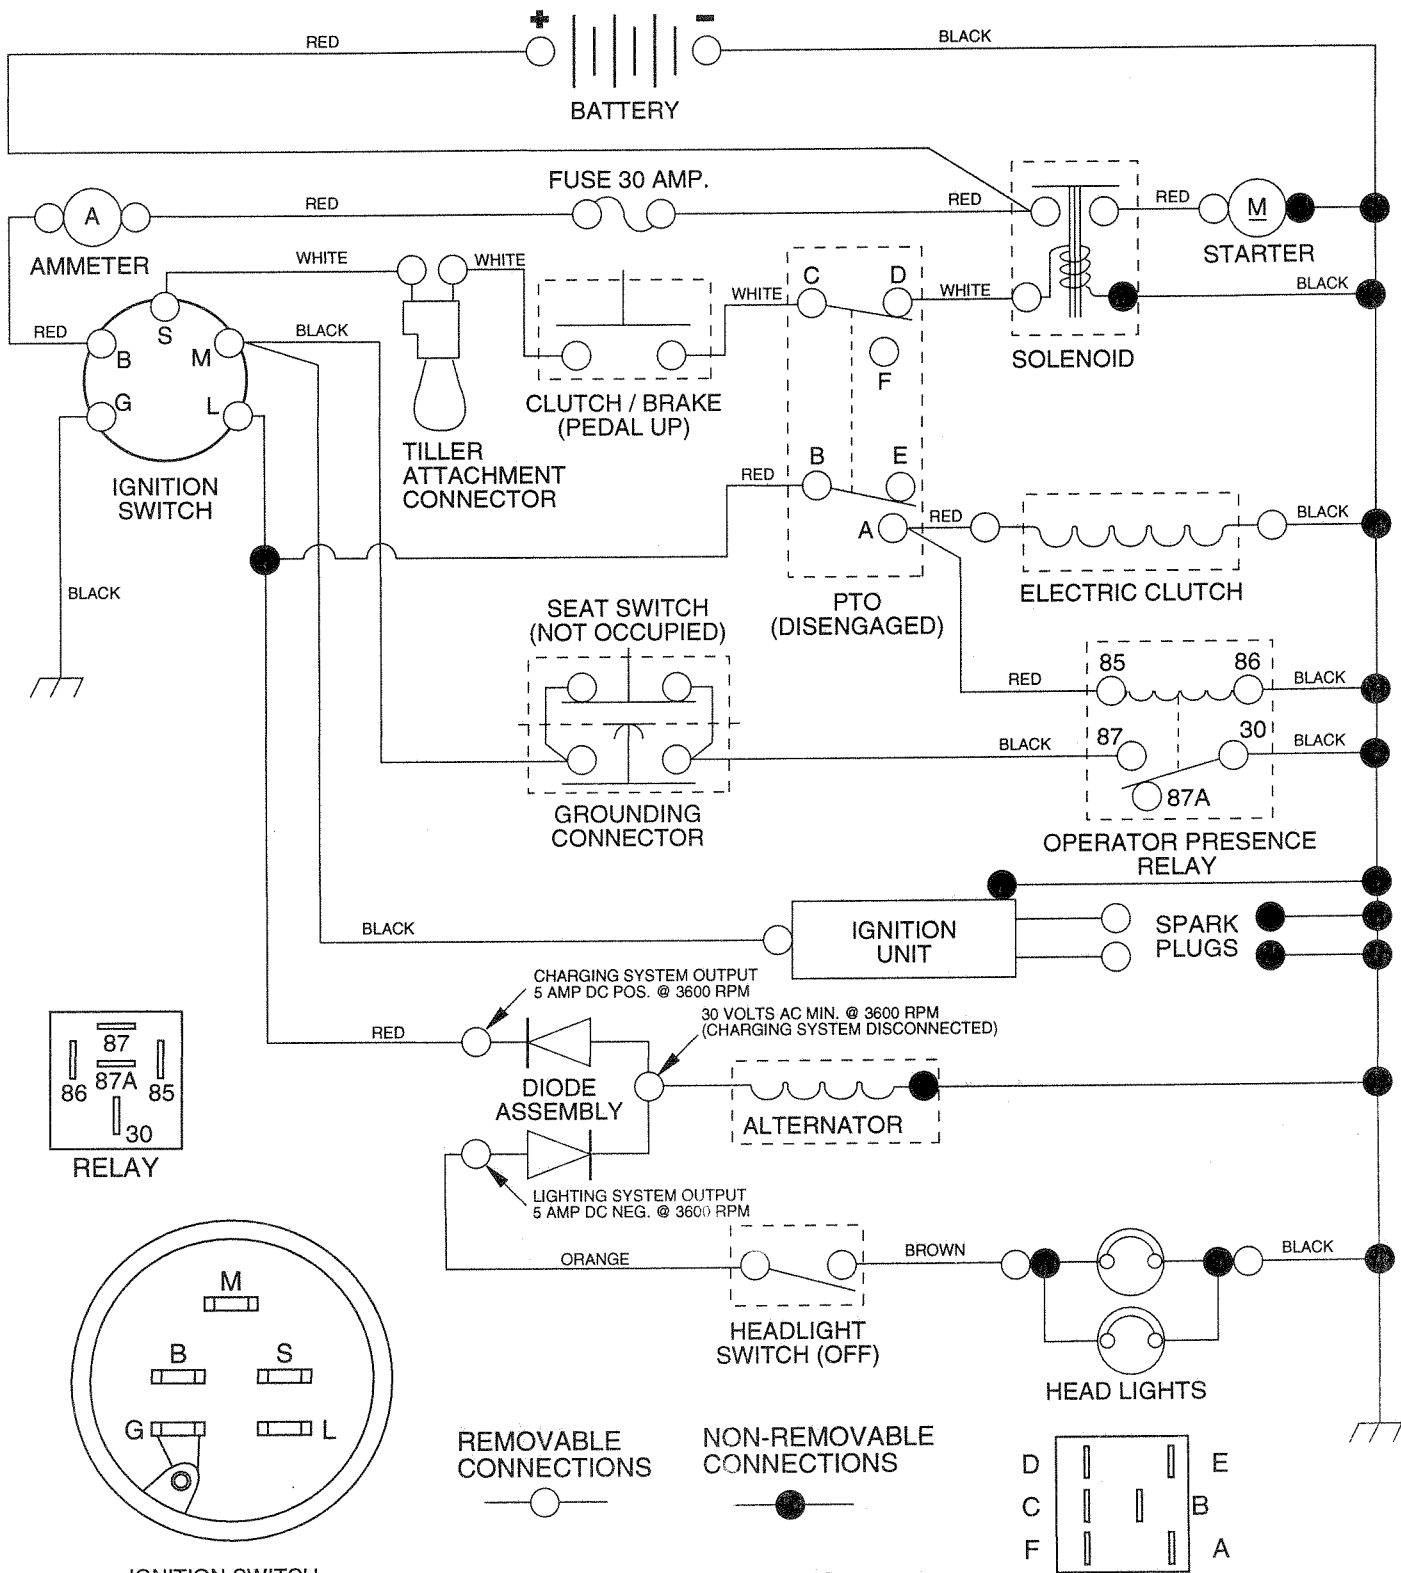 +
−
RED
BLACK
BATTERY
FUSE 30 AMP.
RED
RED
RED
A
M
AMMETER
STARTER
WHITE
WHITE
WHITE
C
D
WHITE
BLACK
RED
S
BLACK
B
M
F
SOLENOID
G
L
CLUTCH / BRAKE
(PEDAL UP)
TILLER
ATTACHMENT
CONNECTOR
IGNITION
SWITCH
RED
B
E
A
RED
BLACK
ELECTRIC CLUTCH
BLACK
PTO
(DISENGAGED)
SEAT SWITCH
(NOT OCCUPIED)
85
86
RED
BLACK
BLACK
87
30
BLACK
87A
GROUNDING
CONNECTOR
OPERATOR PRESENCE
RELAY
BLACK
IGNITION
UNIT
SPARK
PLUGS
CHARGING SYSTEM OUTPUT
5 AMP DC POS. @ 3600 RPM
30 VOLTS AC MIN. @ 3600 RPM
(CHARGING SYSTEM DISCONNECTED)
RED
87
86
87A
85
30
RELAY
DIODE
ASSEMBLY
ALTERNATOR
LIGHTING SYSTEM OUTPUT
5 AMP DC NEG. @ 3600 RPM
ORANGE
BROWN
BLACK
HEADLIGHT
SWITCH (OFF)
HEAD LIGHTS
M
B
S
G
L
REMOVABLE
CONNECTIONS
NON-REMOVABLE
CONNECTIONS
D
E
C
B
F
A
IGNITION SWITCH